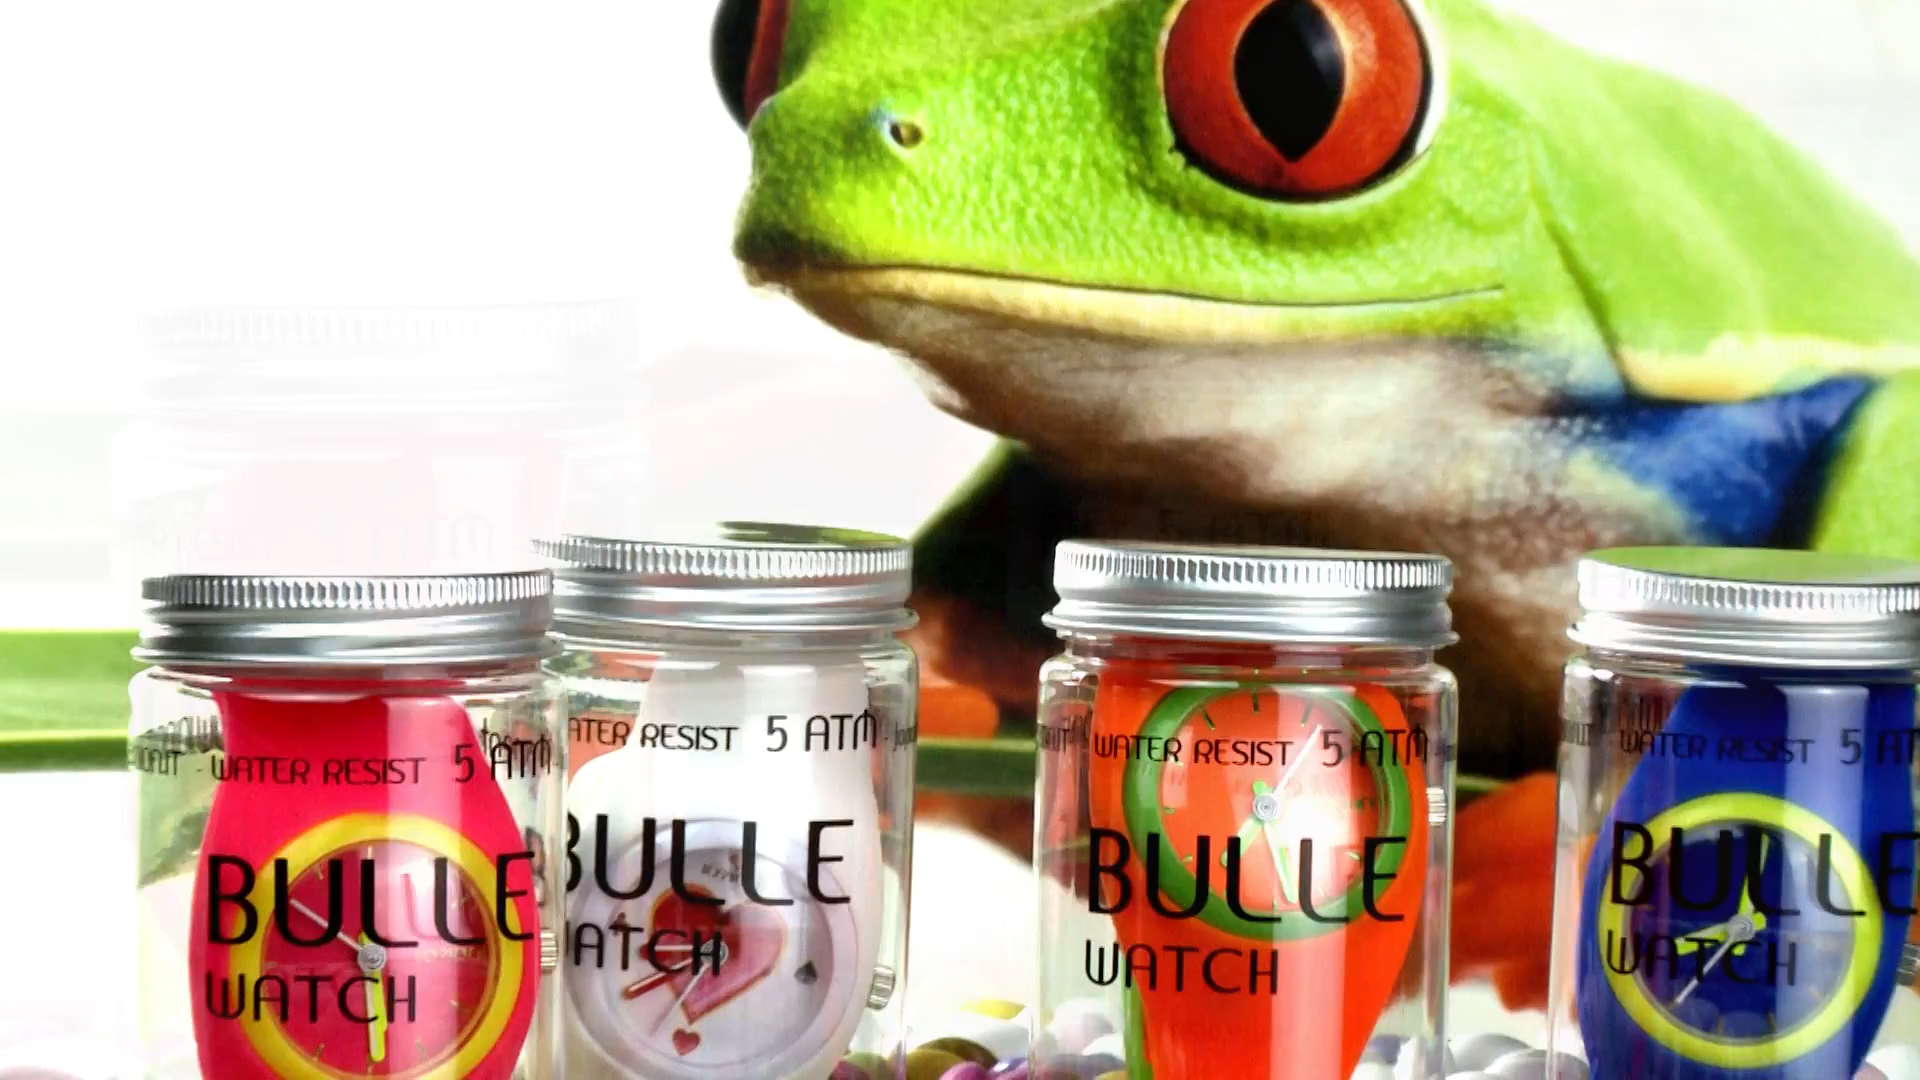 WATER RESIST 5 ATM
BULLE
WATCH
ATER RESIST 5 ATM
BULLE
WATCH
WATER RESIST 5 ATM
BULLE
WATCH
WATER RESIST 5 AT
BULLE
WATCH